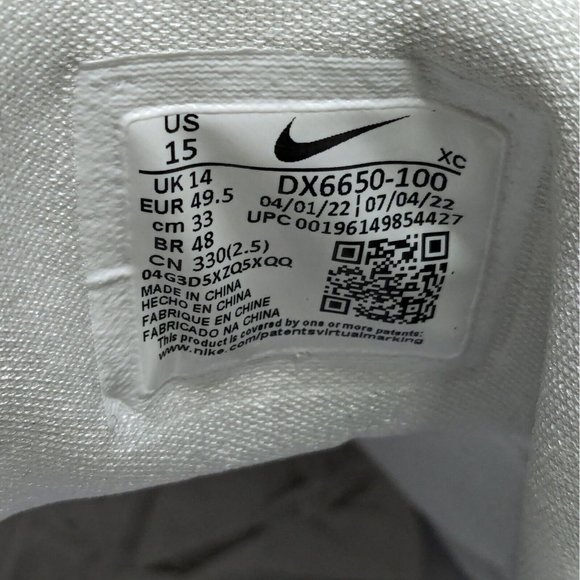 US
15
XC
UK 14
EUR 49.5
cm 33
BR 48
CN 330(2.5)
DX6650-100
04/01/22 | 07/04/22
UPC 00196149854427
04G3D5XZQ5XQQ
MADE IN CHINA
HECHO EN CHINA
FABRIQUE EN CHINE
FABRICADO NA CHINA
This product is covered by one or more patents:
www.nike.com/patentsvirtualmarking